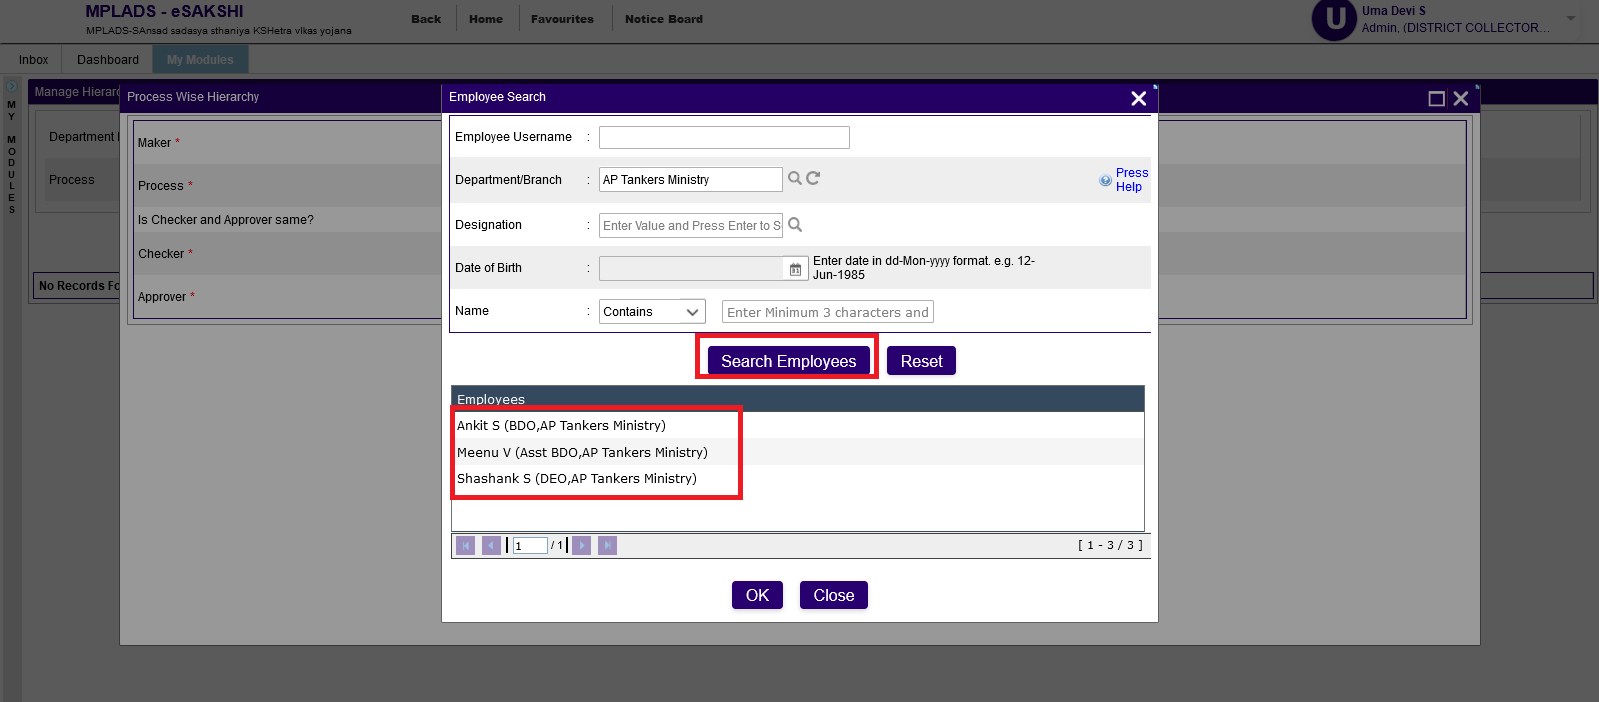 MPLADS - eSAKSHI
MPLADS-SAnsad sadasya sthaniya KSHetra vIkas yojana
Back
Home
Favourites
Notice Board
U
Uma Devi S
Admin, (DISTRICT COLLECTOR...
Inbox
Dashboard
My Modules
MY MODULES
Manage Hierarc
Process Wise Hierarchy
Employee Search
Department
Process
No Records Fo
Maker *
Process *
Is Checker and Approver same?
Checker *
Approver *
Employee Username :
Department/Branch : AP Tankers Ministry
Press Help
Designation : Enter Value and Press Enter to S
Date of Birth : Enter date in dd-Mon-yyyy format. e.g. 12-
Jun-1985
Name : Contains Enter Minimum 3 characters and
Search Employees
Reset
Employees
Ankit S (BDO,AP Tankers Ministry)
Meenu V (Asst BDO,AP Tankers Ministry)
Shashank S (DEO,AP Tankers Ministry)
1 / 1
[ 1 - 3 / 3 ]
OK
Close